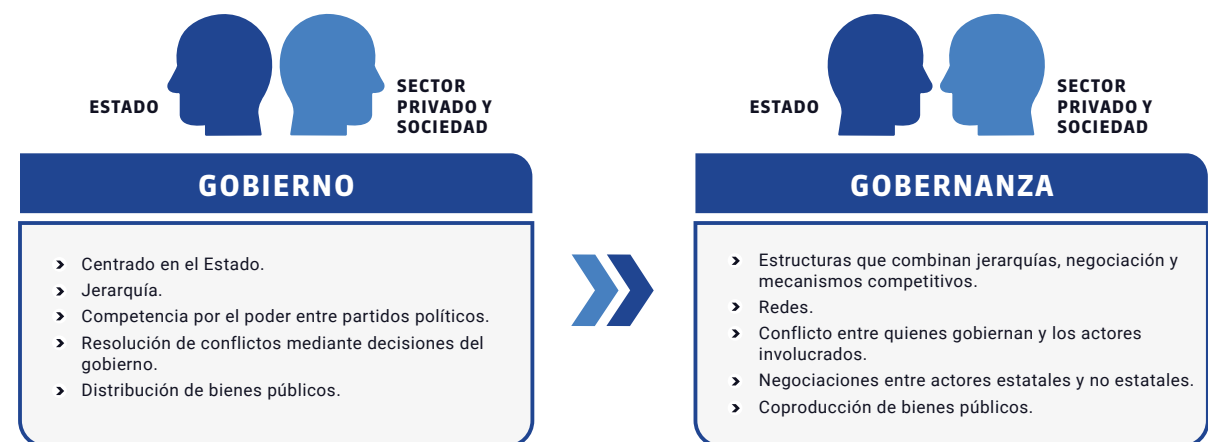 ESTADO
SECTOR
PRIVADO Y
SOCIEDAD
GOBIERNO
Centrado en el Estado.
Jerarquía.
Competencia por el poder entre partidos políticos.
Resolución de conflictos mediante decisiones del
gobierno.
Distribución de bienes públicos.
ESTADO
SECTOR
PRIVADO Y
SOCIEDAD
GOBERNANZA
Estructuras que combinan jerarquías, negociación y
mecanismos competitivos.
Redes.
Conflicto entre quienes gobiernan y los actores
involucrados.
Negociaciones entre actores estatales y no estatales.
Coproducción de bienes públicos.